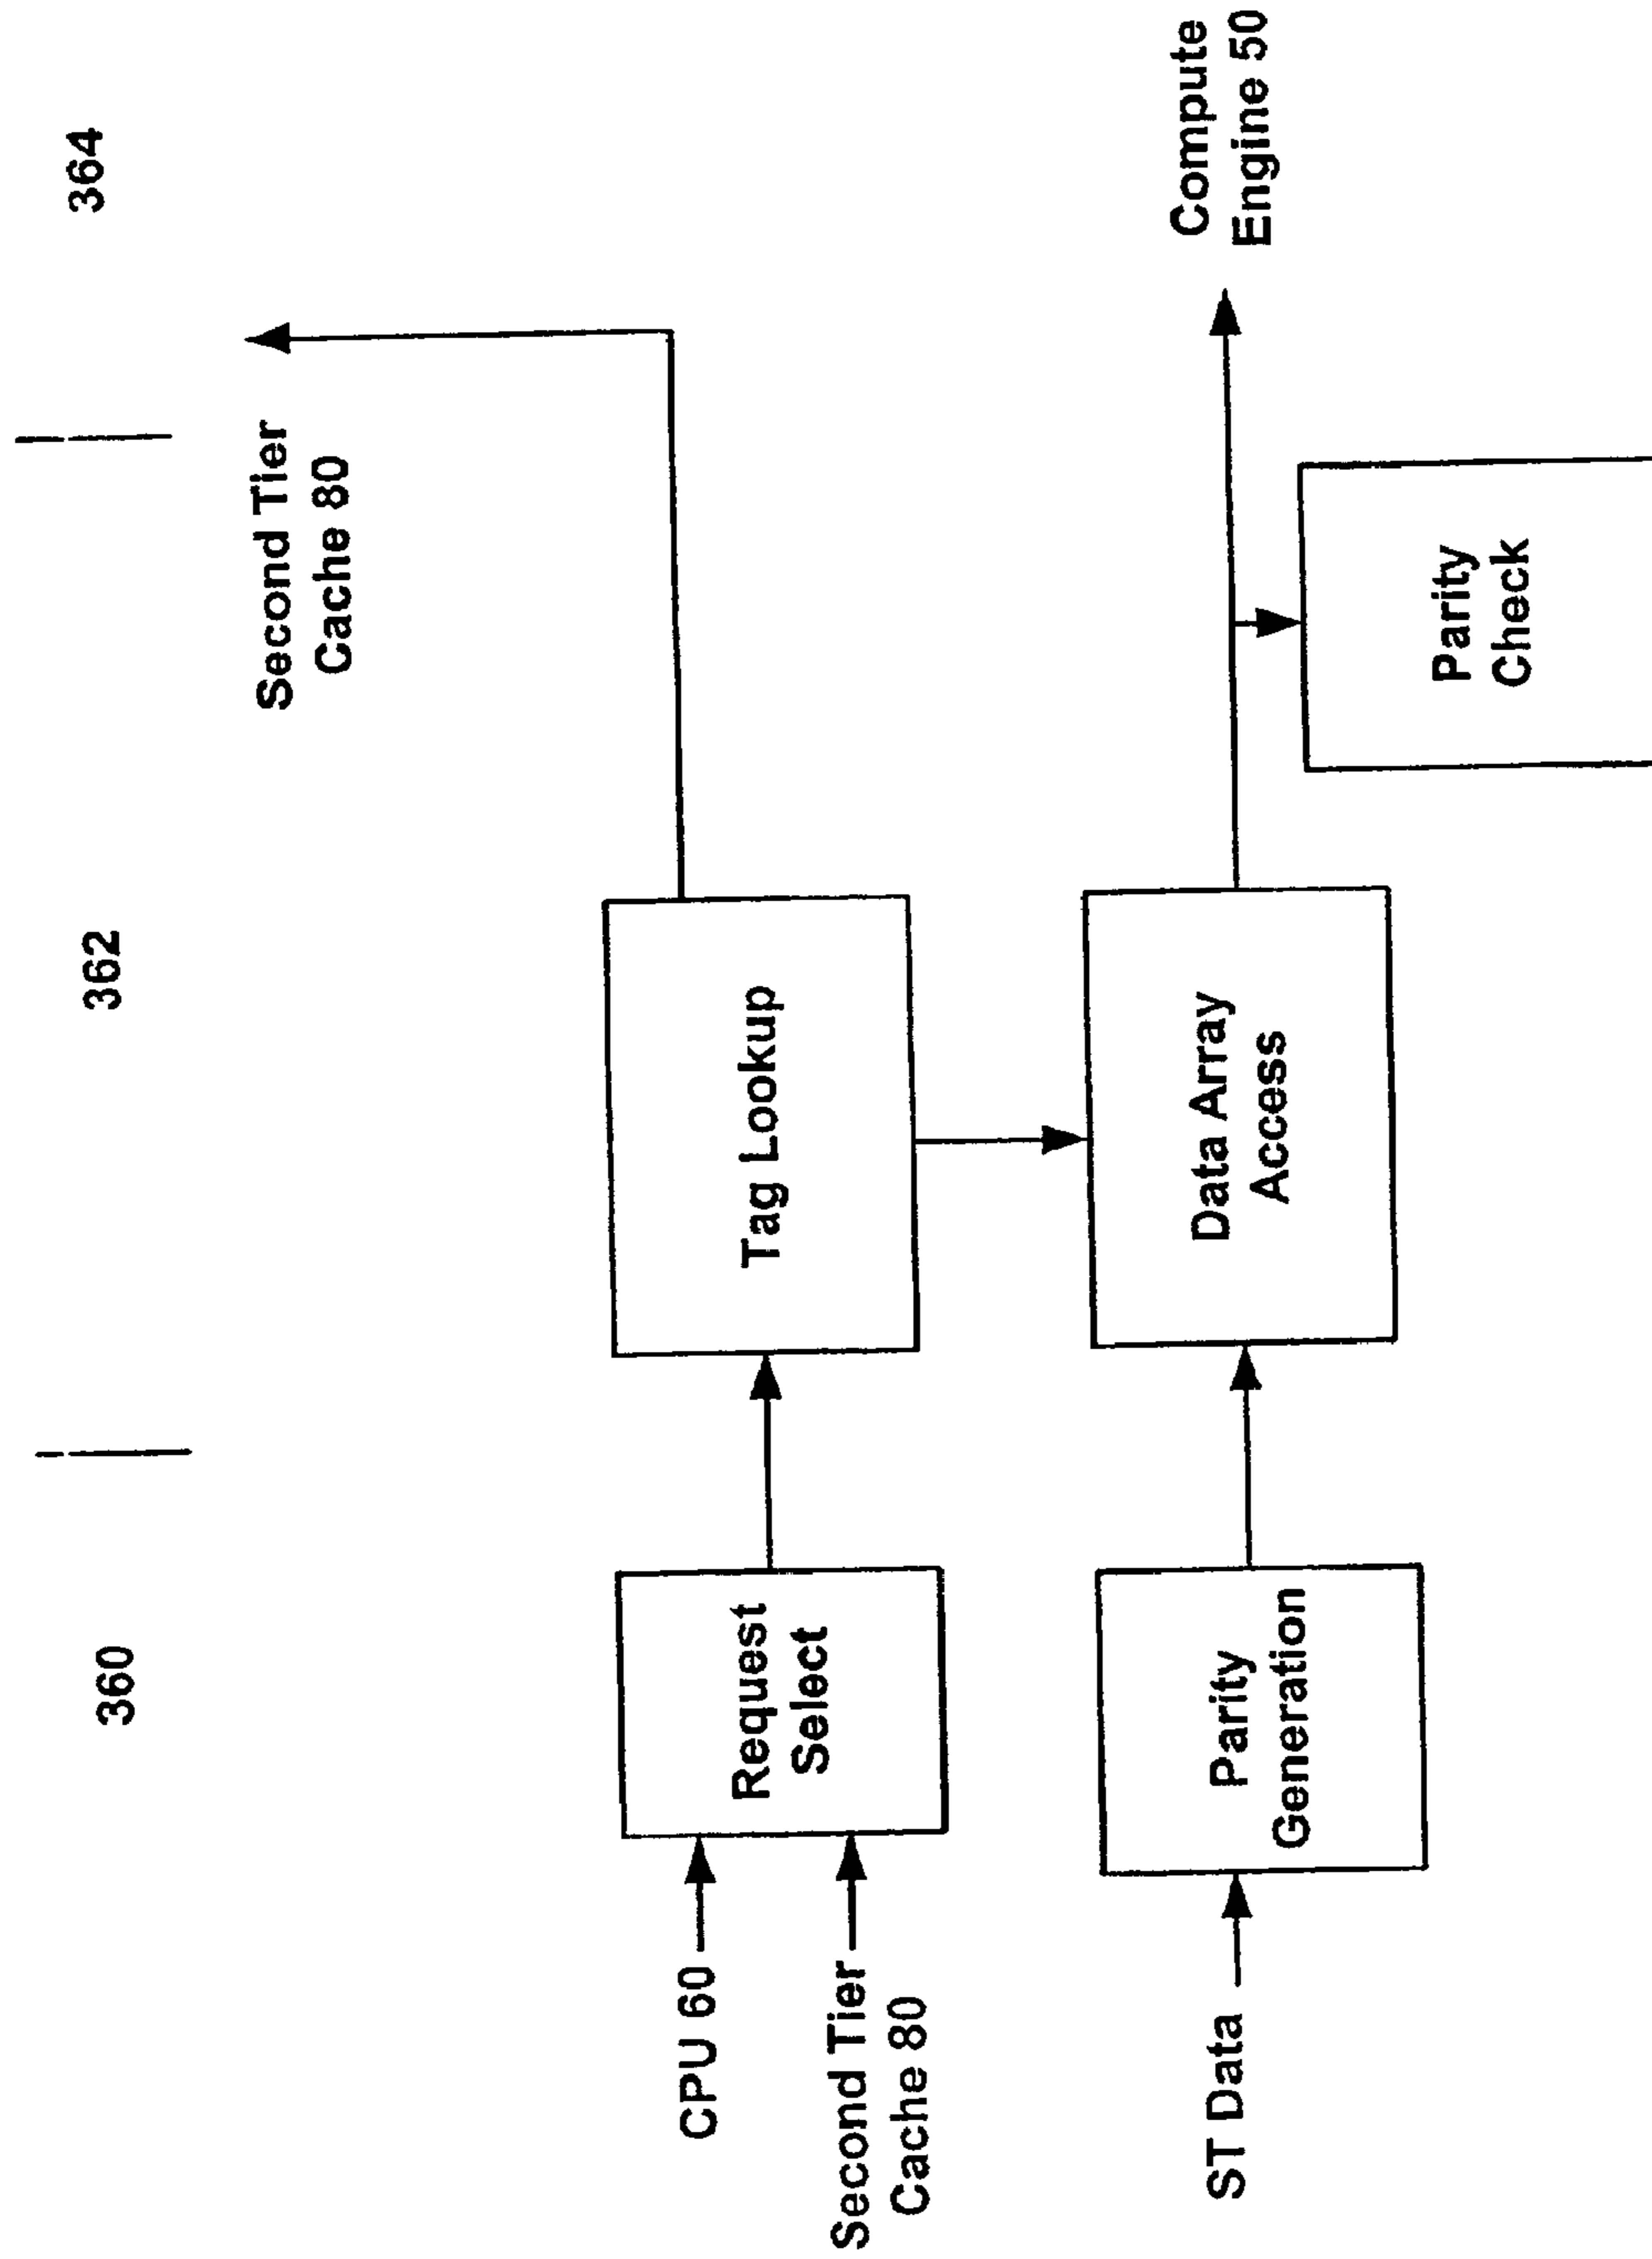 360
362
364
Second Tier
Cache 80
CPU 60
Second Tier
Cache 80
Request
Select
Tag Lookup
ST Data
Parity
Generation
Data Array
Access
Compute
Engine 50
Parity
Check